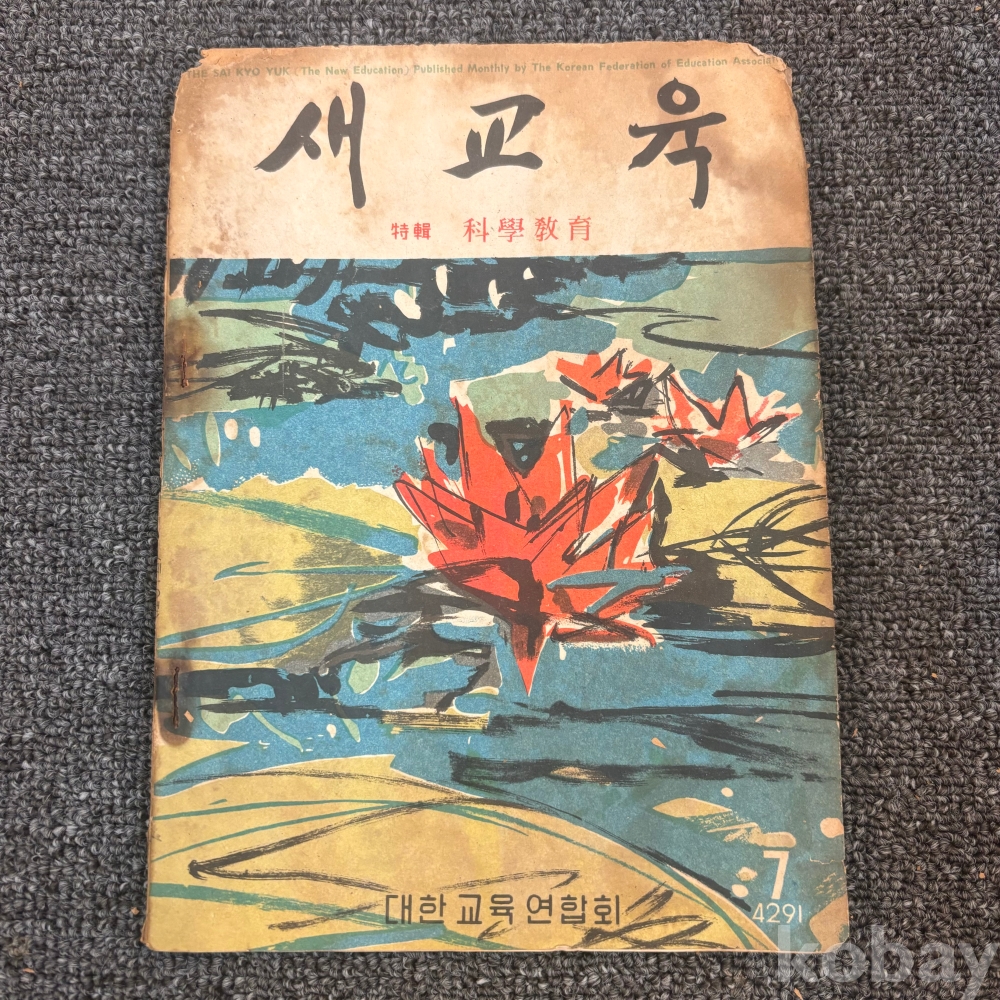 THE SAI KYO YUK (The New Education) Published Monthly by The Korean Federation of Education Associati
새교육
特輯 科學敎育
7
대한교육연합회
4291
kobay